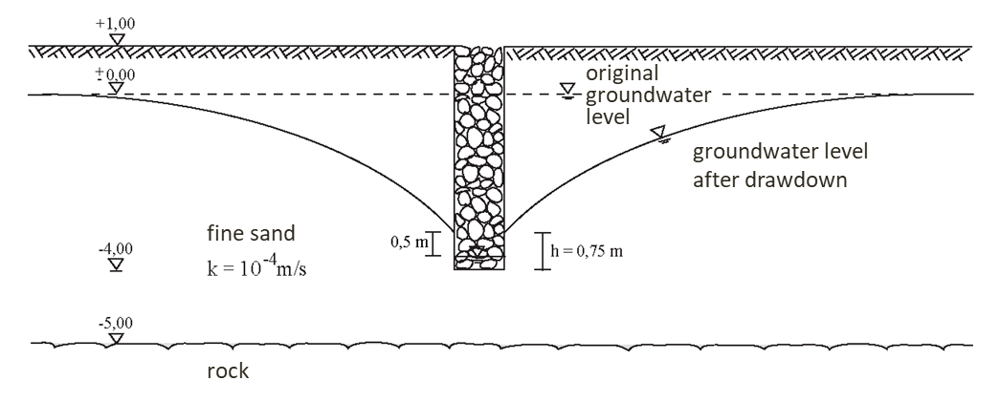 +1,00
±0,00
original
groundwater
level
groundwater level
after drawdown
fine sand
k = 10⁻⁴m/s
0,5 m
h = 0,75 m
-4,00
-5,00
rock